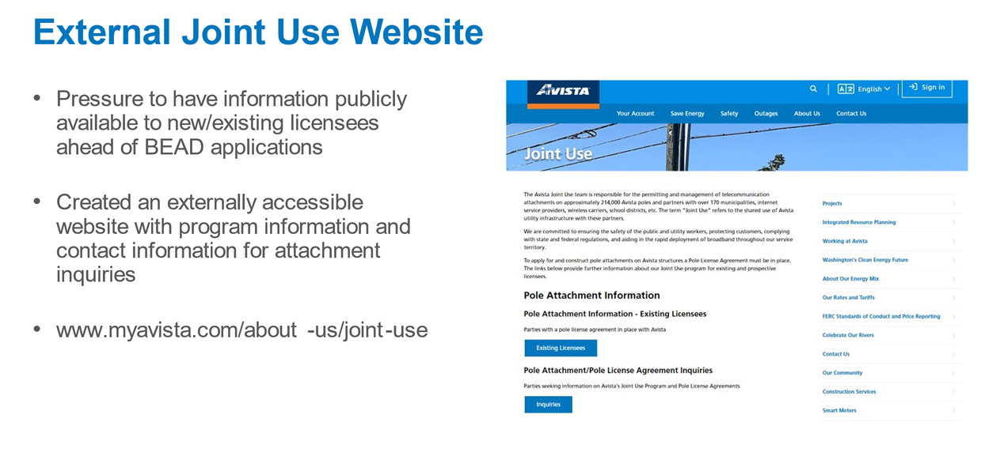 External Joint Use Website
• Pressure to have information publicly
available to new/existing licensees
ahead of BEAD applications
• Created an externally accessible
website with program information and
contact information for attachment
inquiries
• www.myavista.com/about -us/joint-use
AVISTA
English
Sign in
Your Account
Save Energy
Safety
Outages
About Us
Contact Us
Joint Use
The Avista Joint Use team is responsible for the permitting and management of telecommunication
attachments on approximately 214,000 Avista poles and partners with over 170 municipalities, internet
service providers, wireless carriers, school districts, etc. The term "Joint Use" refers to the shared use of Avista
utility infrastructure with these partners.
We are committed to ensuring the safety of the public and utility workers, protecting customers, complying
with state and federal regulations, and aiding in the rapid deployment of broadband throughout our service
territory.
To apply for and construct pole attachments on Avista structures a Pole License Agreement must be in place.
The links below provide further information about our Joint Use program for existing and prospective
licensees.
Pole Attachment Information
Pole Attachment Information - Existing Licensees
Parties with a pole license agreement in place with Avista
Existing Licensees
Pole Attachment/Pole License Agreement Inquiries
Parties seeking information on Avista's Joint Use Program and Pole License Agreements
Inquiries
Projects
Integrated Resource Planning
Working at Avista
Washington's Clean Energy Future
About Our Energy Mix
Our Rates and Tariffs
FERC Standards of Conduct and Price Reporting
Celebrate Our Rivers
Contact Us
Our Community
Construction Services
Smart Meters